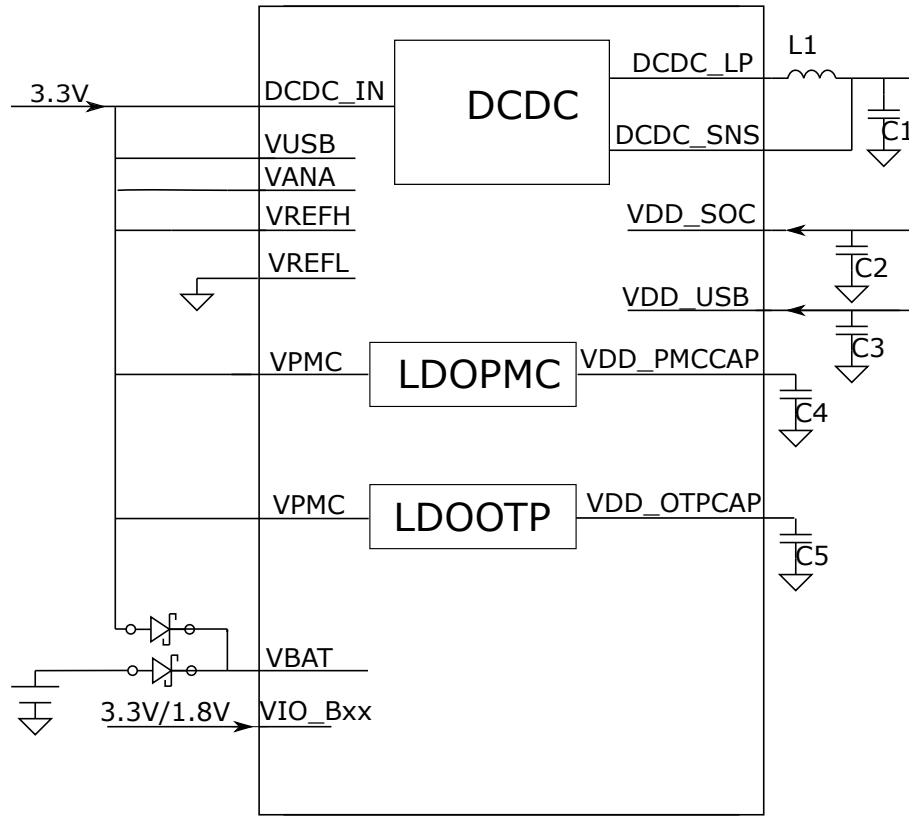 L1
DCDC_LP
3.3V
DCDC_IN
DCDC
C1
DCDC_SNS
VUSB
VANA
VREFH
VDD_SOC
VREFL
C2
VDD_USB
C3
VPMC
LDOPMC
VDD_PMCCAP
C4
VPMC
LDOOTP
VDD_OTPCAP
C5
VBAT
3.3V/1.8V
VIO_Bxx